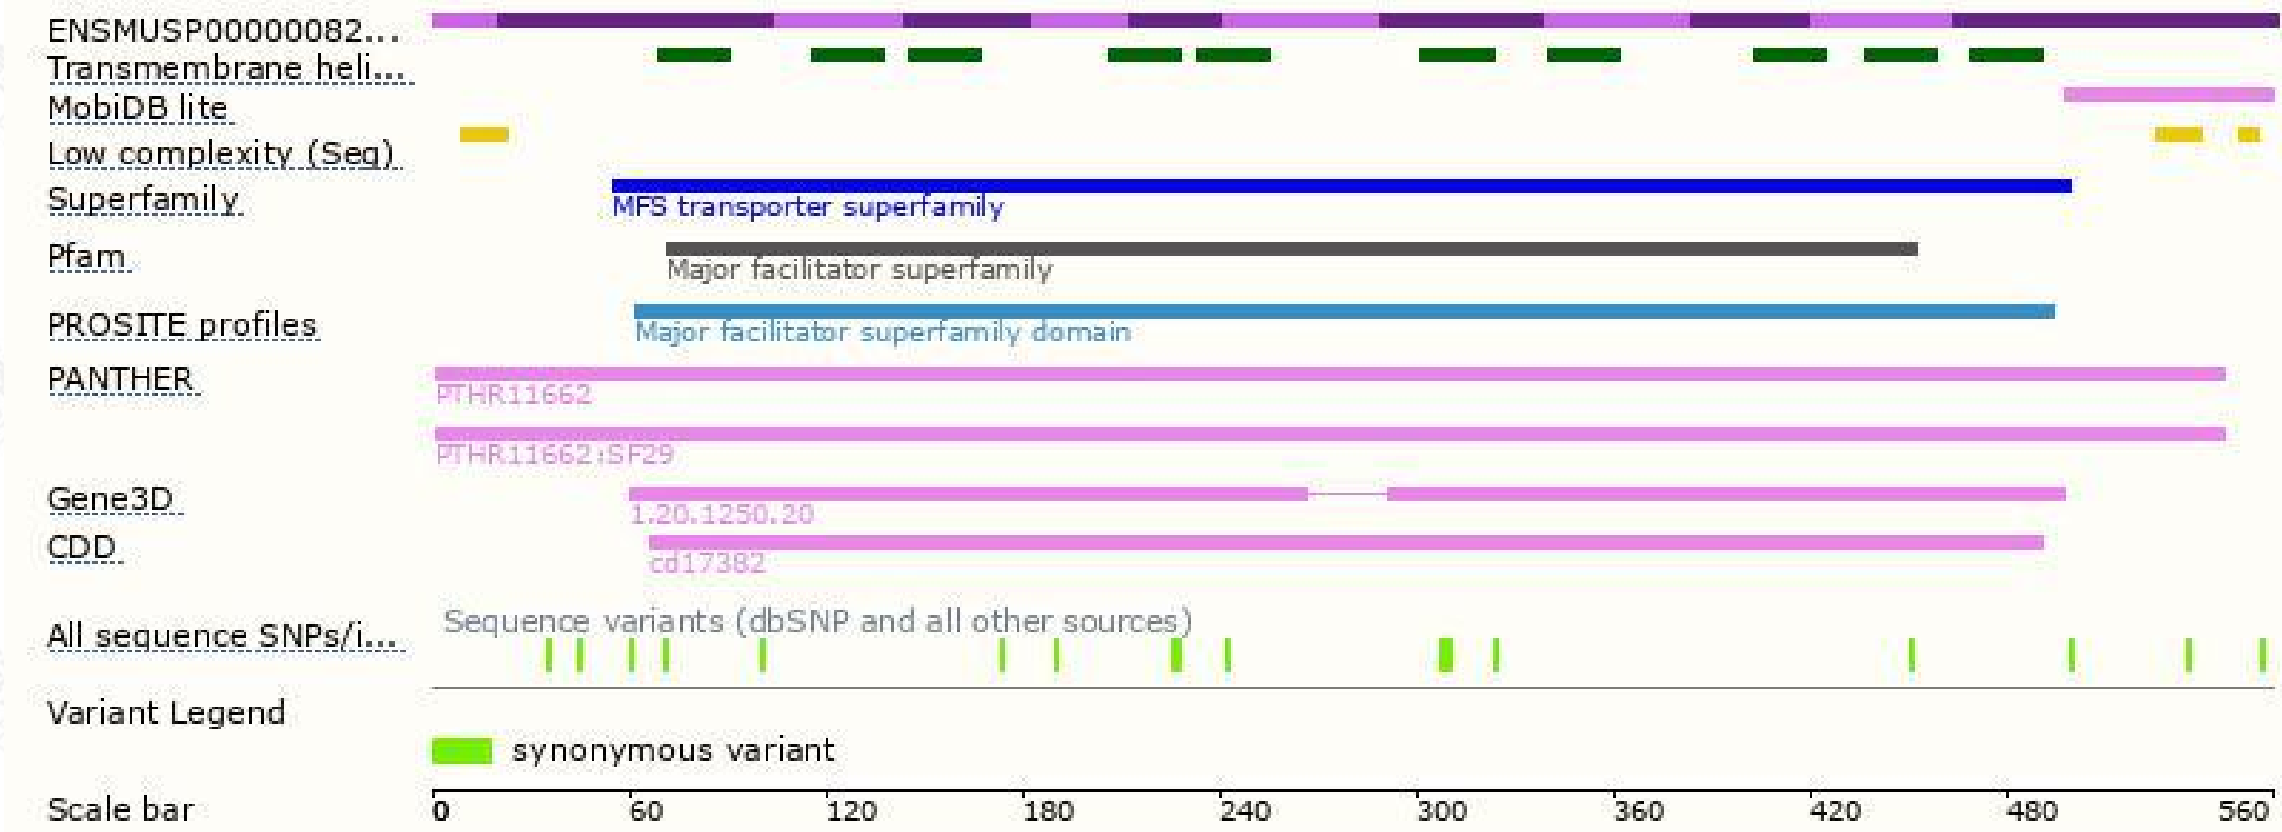 ENSMUSP00000082...
Transmembrane heli...
MobiDB lite
Low complexity (Seg)
Superfamily
MFS transporter superfamily
Pfam
Major facilitator superfamily
PROSITE profiles
Major facilitator superfamily domain
PANTHER
PTHR11662
PTHR11662:SF29
Gene3D
1.20.1250.20
CDD
cd17382
Sequence variants (dbSNP and all other sources)
All sequence SNPs/i...
Variant Legend
synonymous variant
Scale bar
0 60 120 180 240 300 360 420 480 560